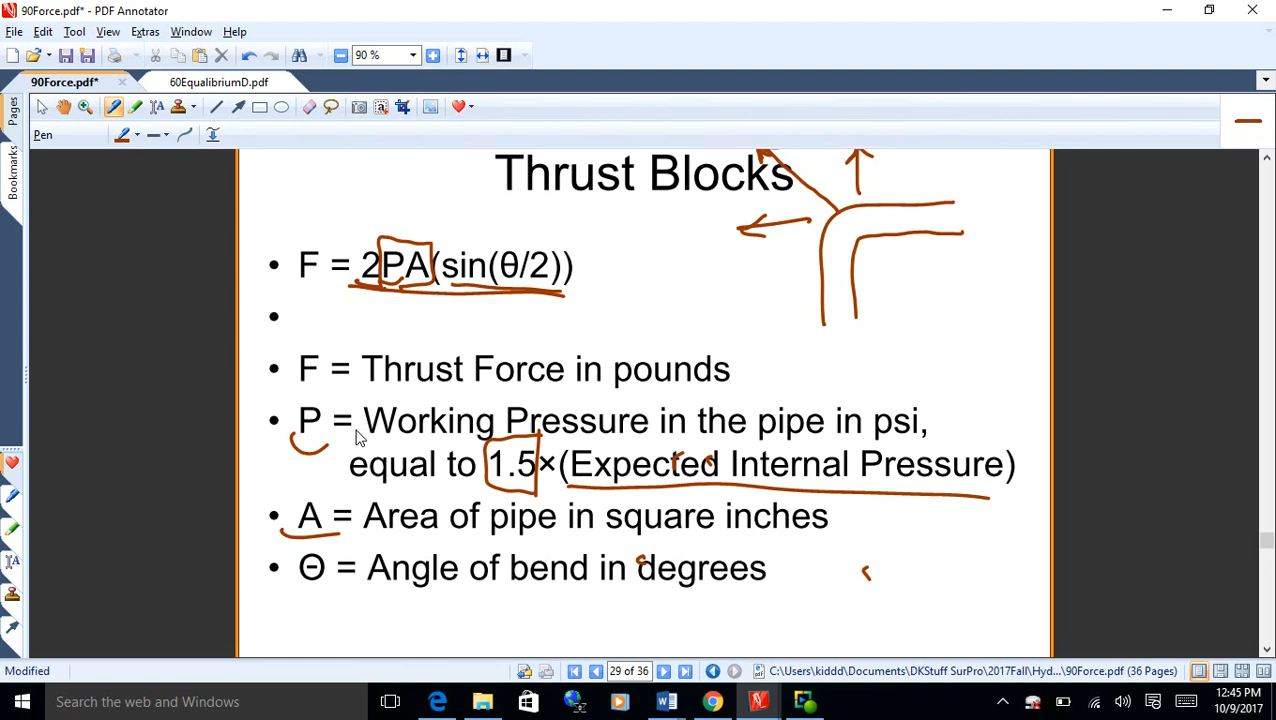 90Force.pdf* - PDF Annotator
File Edit Tool View Extras Window Help
90 %
90Force.pdf* 60EqualibriumD.pdf
Pen
Pages
Bookmarks
Thrust Blocks
• F = 2PA(sin(θ/2))
•
• F = Thrust Force in pounds
• P = Working Pressure in the pipe in psi,
equal to 1.5×(Expected Internal Pressure)
• A = Area of pipe in square inches
• Θ = Angle of bend in degrees
Modified
29 of 36
C:\Users\kiddd\Documents\DKStuff SurPro\2017Fall\Hyd...\90Force.pdf (36 Pages)
Search the web and Windows
12:45 PM
10/9/2017